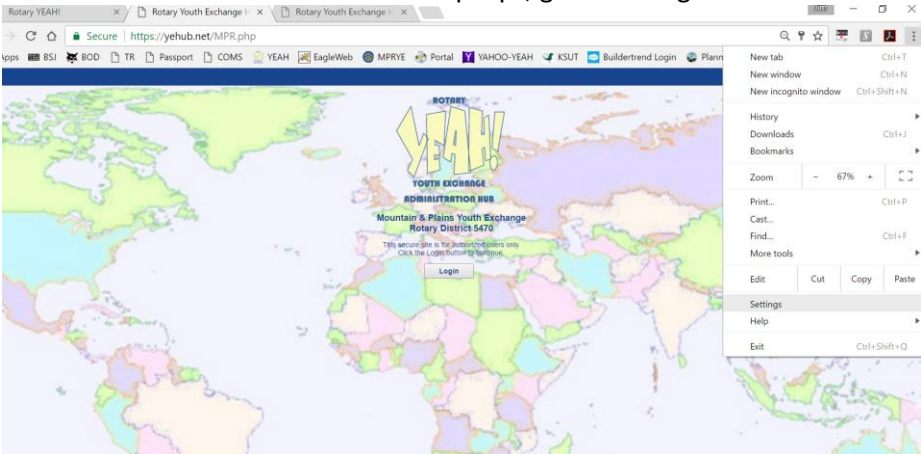 Rotary YEAH!
Rotary Youth Exchange H
Rotary Youth Exchange
Secure | https://yehub.net/MPR.php
Apps BSJ BOD TR Passport COMS YEAH EagleWeb MPRYE Portal YAHOO-YEAH KSUT Buildertrend Login Plann
ROTARY
YEAH!
YOUTH EXCHANGE
ADMINISTRATION HUB
Mountain & Plains Youth Exchange
Rotary District 5470
This secure site is for authorized users only
Click the Login button to continue.
Login
New tab Ctrl+T
New window Ctrl+N
New incognito window Ctrl+Shift+N
History
Downloads Ctrl+J
Bookmarks
Zoom - 67% +
Print... Ctrl+P
Cast...
Find... Ctrl+F
More tools
Edit Cut Copy Paste
Settings
Help
Exit Ctrl+Shift+Q